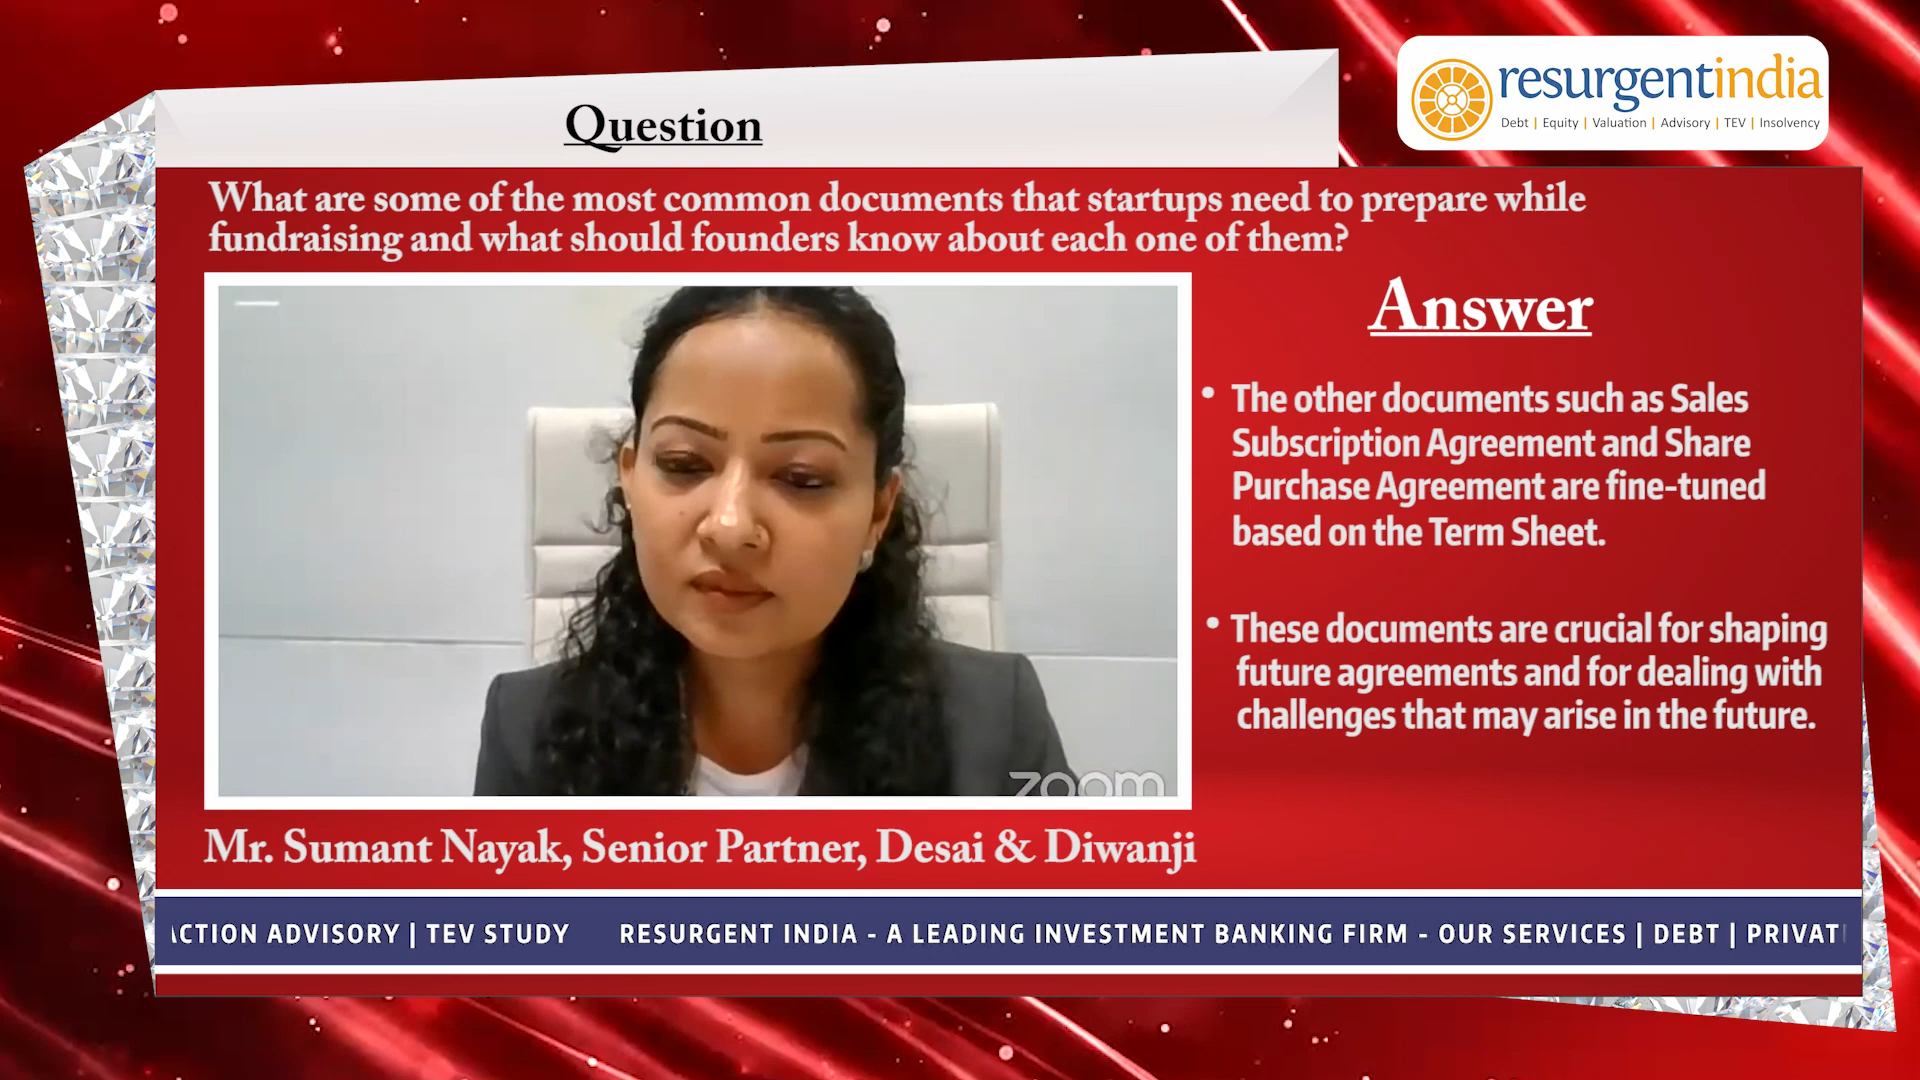 resurgentindia
Debt | Equity | Valuation | Advisory | TEV | Insolvency
Question
What are some of the most common documents that startups need to prepare while
fundraising and what should founders know about each one of them?
Answer
• The other documents such as Sales
Subscription Agreement and Share
Purchase Agreement are fine-tuned
based on the Term Sheet.
• These documents are crucial for shaping
future agreements and for dealing with
challenges that may arise in the future.
zoom
Mr. Sumant Nayak, Senior Partner, Desai & Diwanji
ACTION ADVISORY | TEV STUDY RESURGENT INDIA - A LEADING INVESTMENT BANKING FIRM - OUR SERVICES | DEBT | PRIVAT